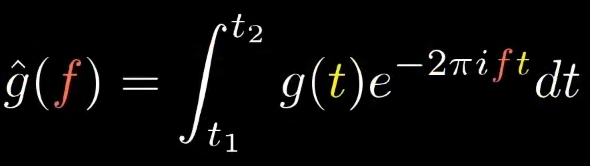 ĝ(f) = ∫_{t₁}^{t₂} g(t)e^{-2πift}dt